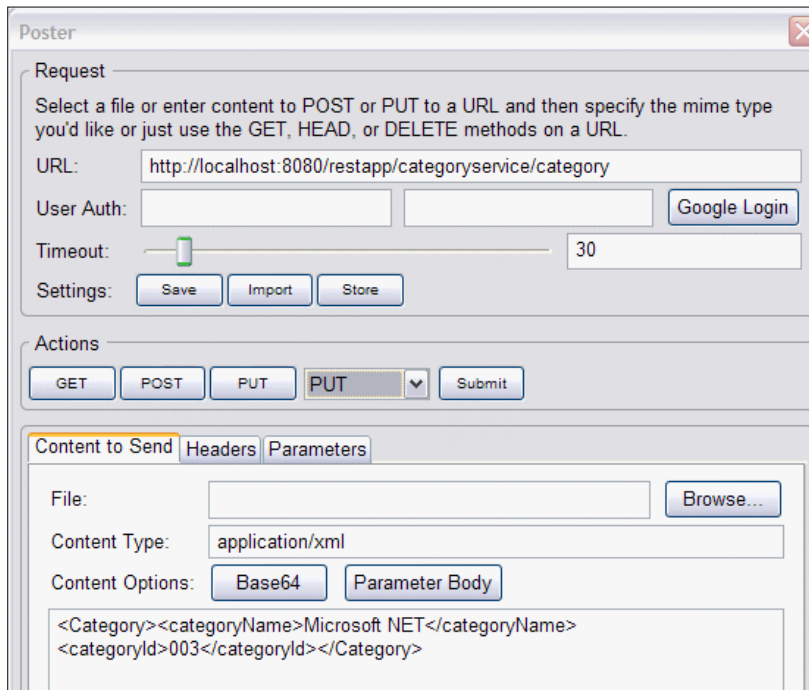 Poster
Request
Select a file or enter content to POST or PUT to a URL and then specify the mime type
you'd like or just use the GET, HEAD, or DELETE methods on a URL.
URL: http://localhost:8080/restapp/categoryservice/category
User Auth: Google Login
Timeout: 30
Settings: Save Import Store
Actions
GET POST PUT PUT Submit
Content to Send Headers Parameters
File: Browse...
Content Type: application/xml
Content Options: Base64 Parameter Body
<Category><categoryName>Microsoft NET</categoryName>
<categoryId>003</categoryId></Category>